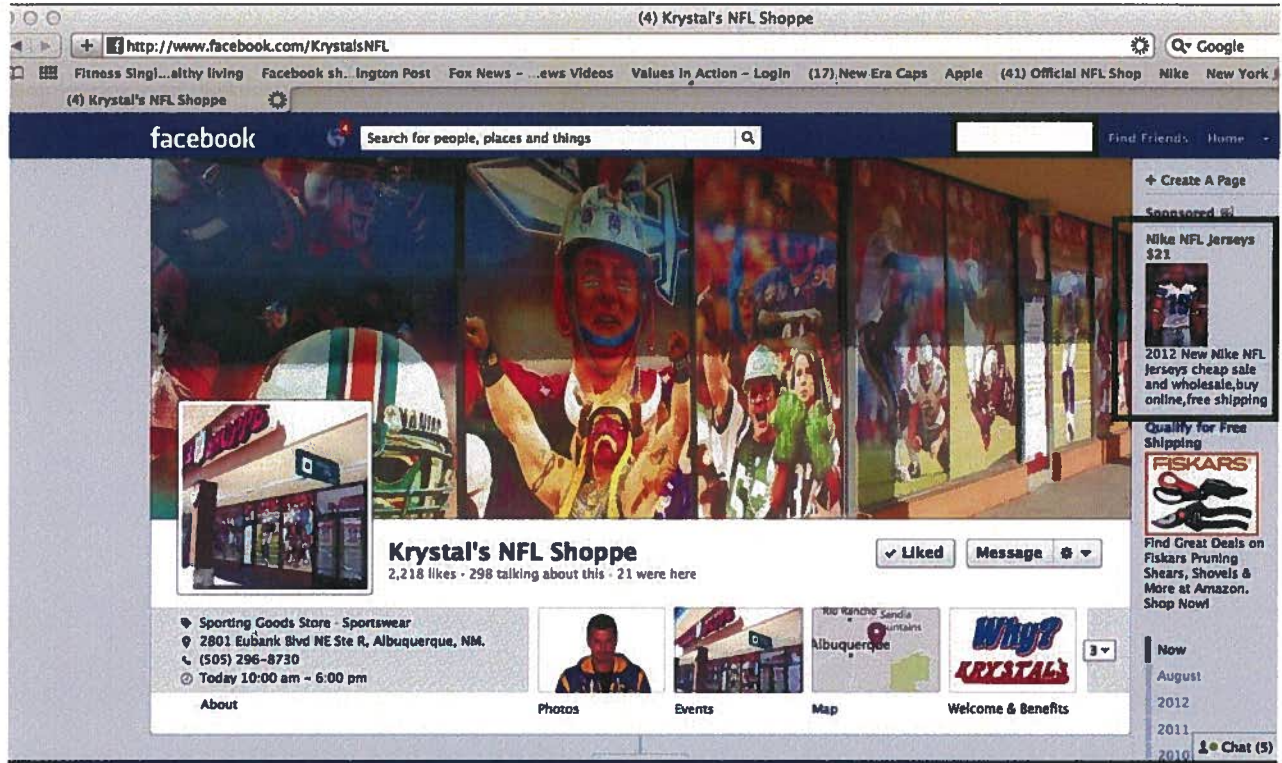 (4) Krystal's NFL Shoppe
http://www.facebook.com/KrystalsNFL
Google
Fitness Singl...althy living Facebook sh...ington Post Fox News - ...ews Videos Values In Action - Login (17) New Era Caps Apple (41) Official NFL Shop Nike New York
(4) Krystal's NFL Shoppe
facebook
4
Search for people, places and things
Find Friends Home
+ Create A Page
Sponsored
Nike NFL Jerseys
$21
2012 New Nike NFL
Jerseys cheap sale
and wholesale,buy
online,free shipping
Qualify for Free
Shipping
FISKARS
Find Great Deals on
Fiskars Pruning
Shears, Shovels &
More at Amazon.
Shop Now!
Krystal's NFL Shoppe
2,218 likes · 298 talking about this · 21 were here
✓ Liked
Message
Sporting Goods Store · Sportswear
2801 Eubank Blvd NE Ste R, Albuquerque, NM.
(505) 296-8730
Today 10:00 am - 6:00 pm
About
Photos
Events
Rio Rancho Sandia
Albuquerque
Map
Why?
KRYSTAL'S
Welcome & Benefits
3
Now
August
2012
2011
2010
Chat (5)